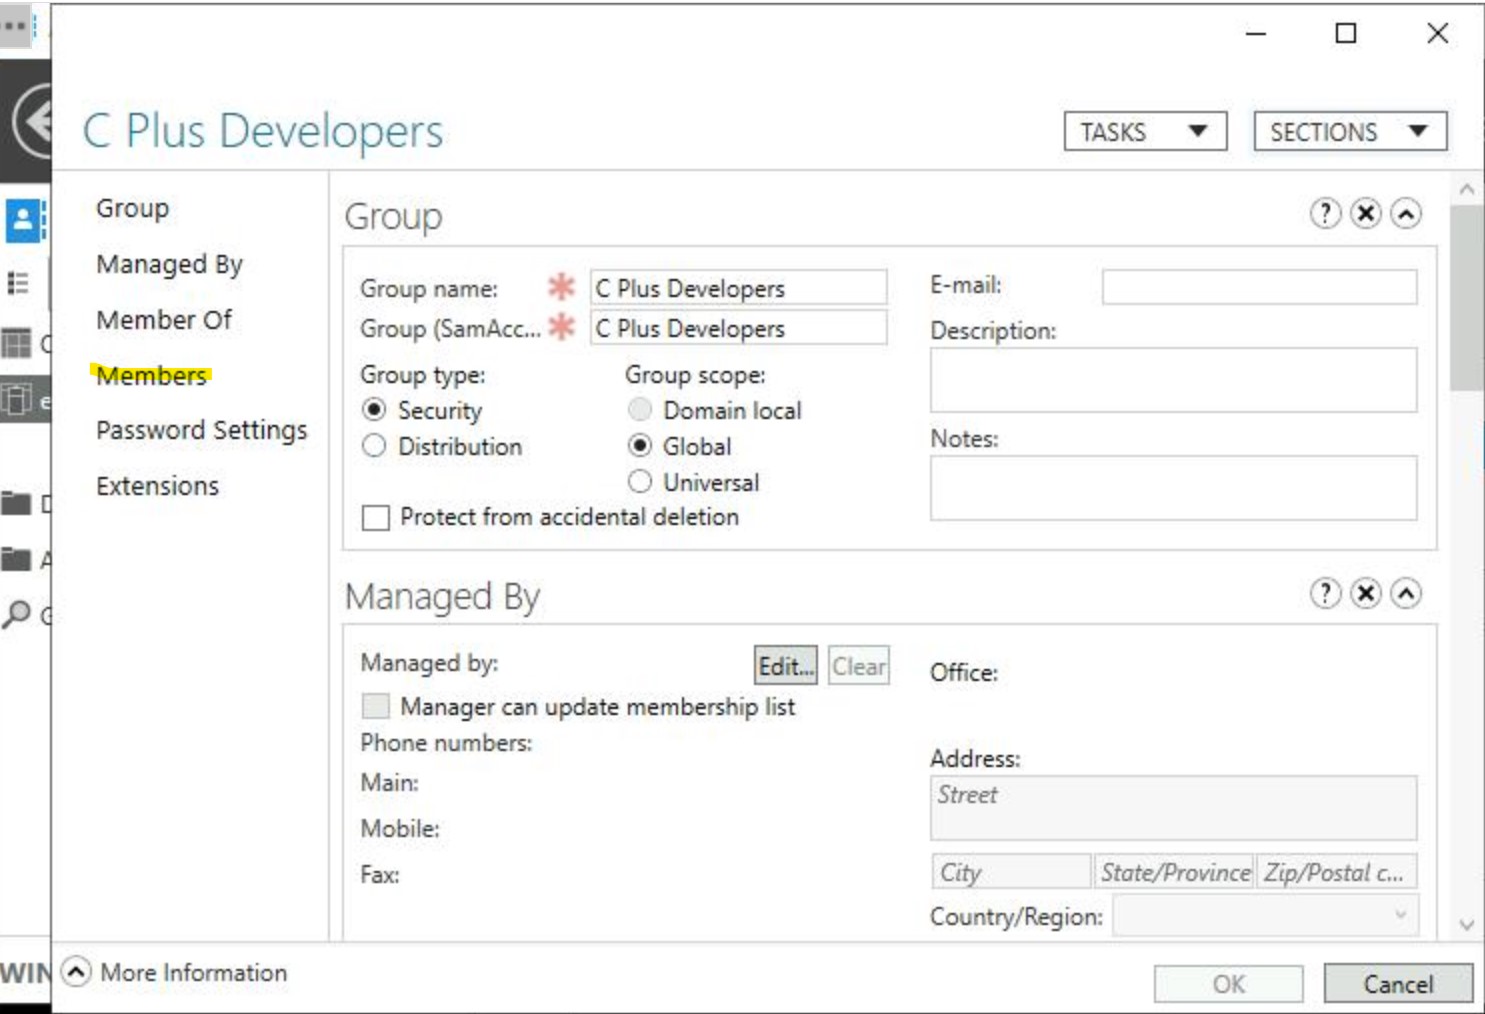 C Plus Developers
TASKS
SECTIONS
Group
Managed By
Member Of
Members
Password Settings
Extensions
Group
Group name:
C Plus Developers
E-mail:
Group (SamAcc...
C Plus Developers
Description:
Group type:
Group scope:
Security
Domain local
Distribution
Global
Notes:
Universal
Protect from accidental deletion
Managed By
Managed by:
Edit...
Clear
Office:
Manager can update membership list
Phone numbers:
Address:
Main:
Street
Mobile:
Fax:
City
State/Province
Zip/Postal c...
Country/Region:
WIN
More Information
OK
Cancel